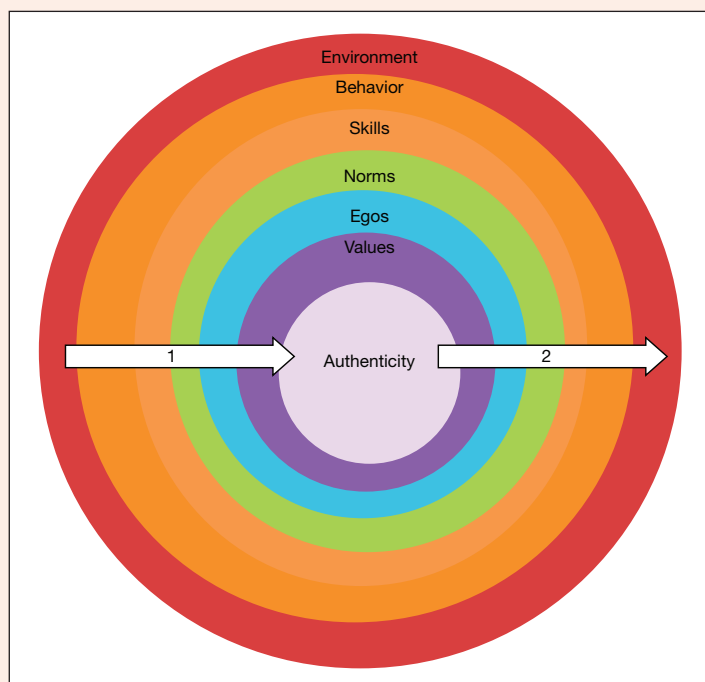 Environment
Behavior
Skills
Norms
Egos
Values
1
Authenticity
2